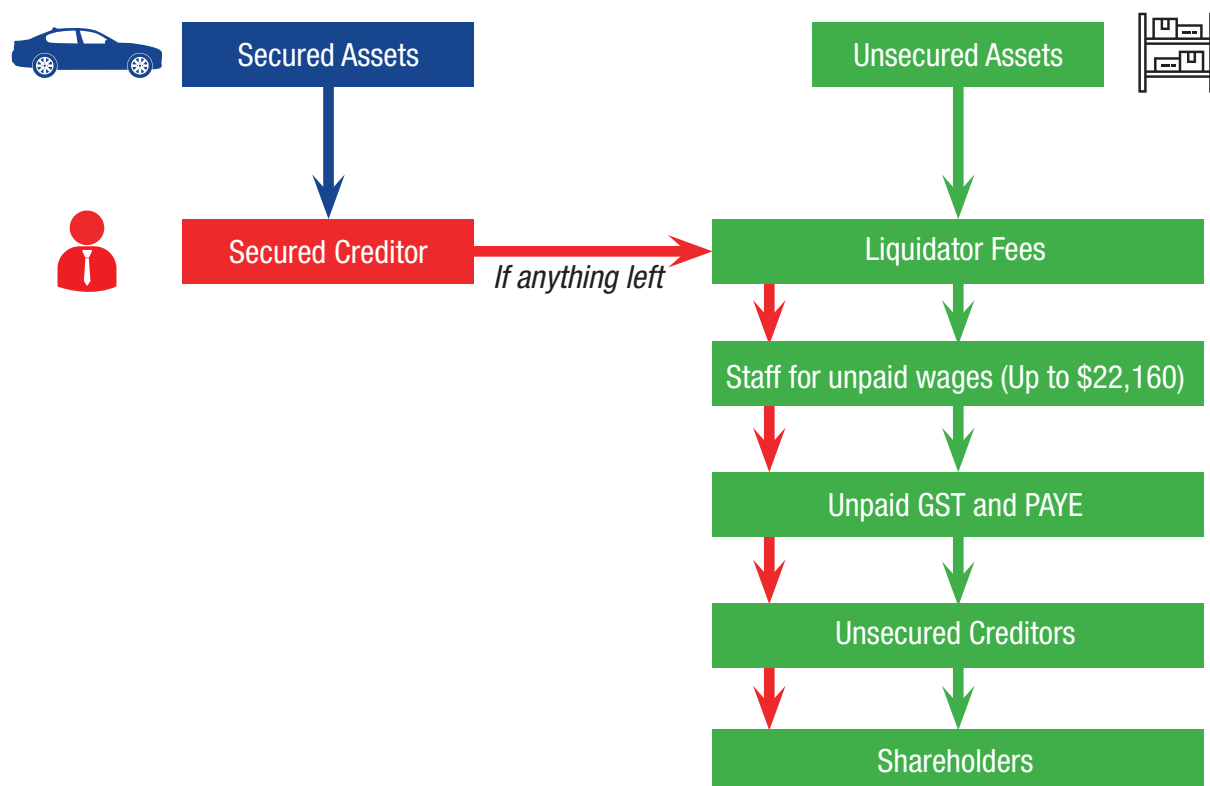 Secured Assets
Unsecured Assets
Secured Creditor
If anything left
Liquidator Fees
Staff for unpaid wages (Up to $22,160)
Unpaid GST and PAYE
Unsecured Creditors
Shareholders